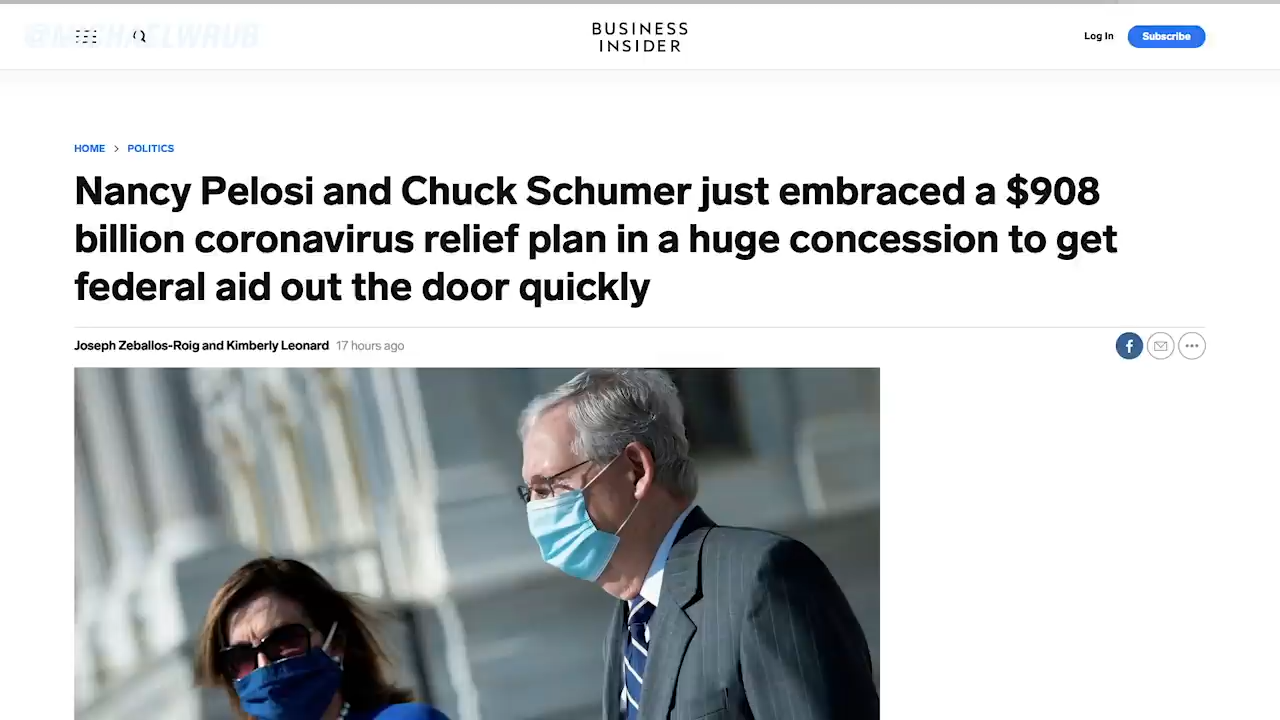 @MICHAELWRUB
BUSINESS
INSIDER
Log In
Subscribe
HOME > POLITICS
Nancy Pelosi and Chuck Schumer just embraced a $908
billion coronavirus relief plan in a huge concession to get
federal aid out the door quickly
Joseph Zeballos-Roig and Kimberly Leonard 17 hours ago